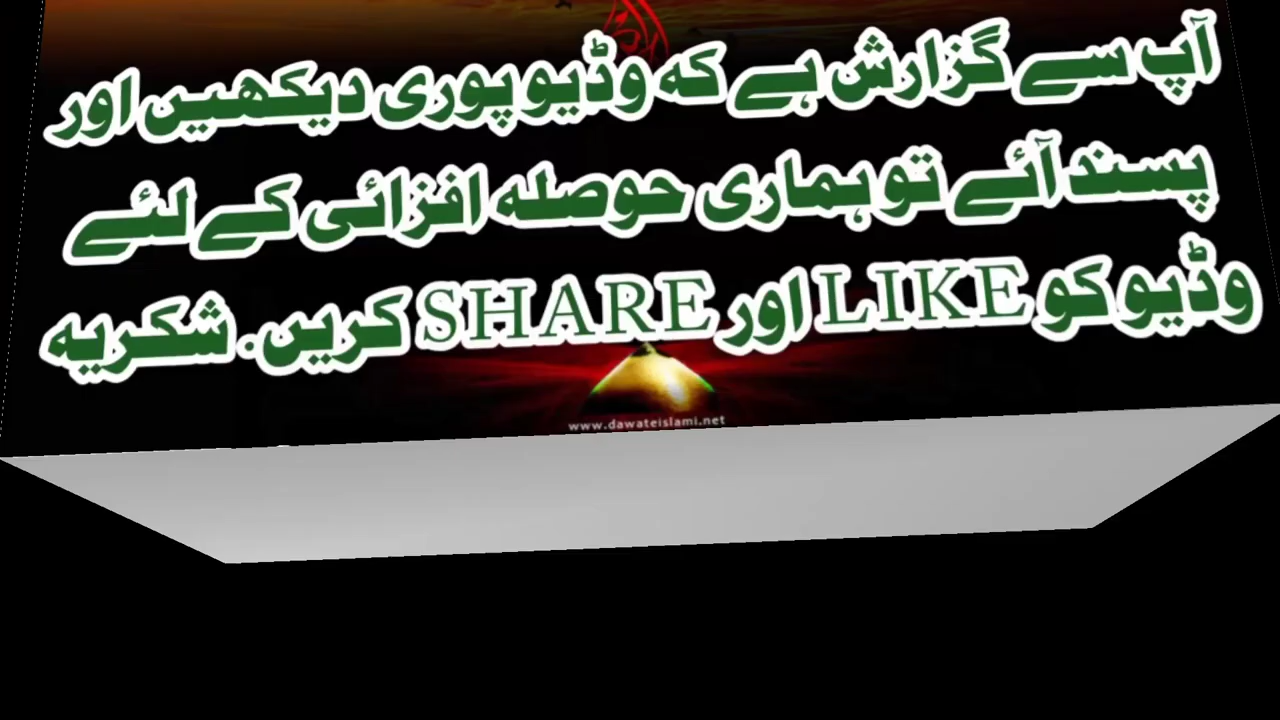 آپ سے گزارش ہے کہ وڈیو پوری دیکھیں اور
پسند آئے تو ہماری حوصلہ افزائی کے لئے
وڈیو کو LIKE اور SHARE کریں. شکریہ
www.dawateislami.net